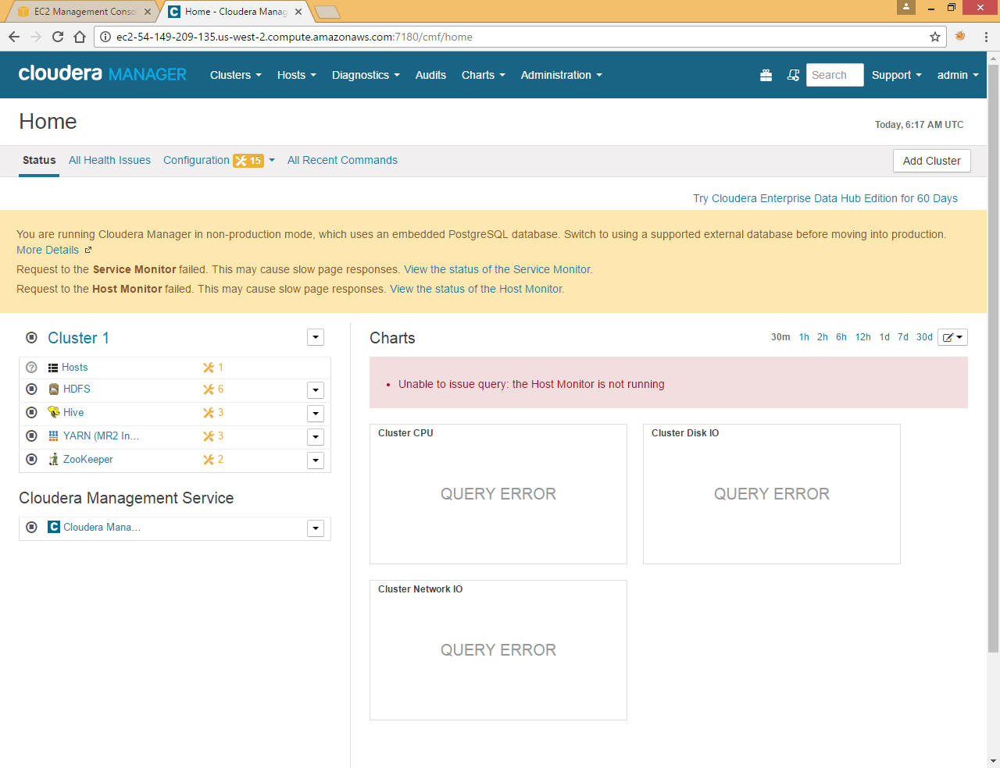 EC2 Management Conso
Home - Cloudera Manag
ec2-54-149-209-135.us-west-2.compute.amazonaws.com:7180/cmf/home
cloudera MANAGER
Clusters
Hosts
Diagnostics
Audits
Charts
Administration
Search
Support
admin
Home
Today, 6:17 AM UTC
Status
All Health Issues
Configuration
15
All Recent Commands
Add Cluster
Try Cloudera Enterprise Data Hub Edition for 60 Days
You are running Cloudera Manager in non-production mode, which uses an embedded PostgreSQL database. Switch to using a supported external database before moving into production.
More Details
Request to the Service Monitor failed. This may cause slow page responses. View the status of the Service Monitor.
Request to the Host Monitor failed. This may cause slow page responses. View the status of the Host Monitor.
Cluster 1
Hosts 1
HDFS 6
Hive 3
YARN (MR2 In... 3
ZooKeeper 2
Cloudera Management Service
C Cloudera Mana...
Charts
30m 1h 2h 6h 12h 1d 7d 30d
• Unable to issue query: the Host Monitor is not running
Cluster CPU
QUERY ERROR
Cluster Disk IO
QUERY ERROR
Cluster Network IO
QUERY ERROR